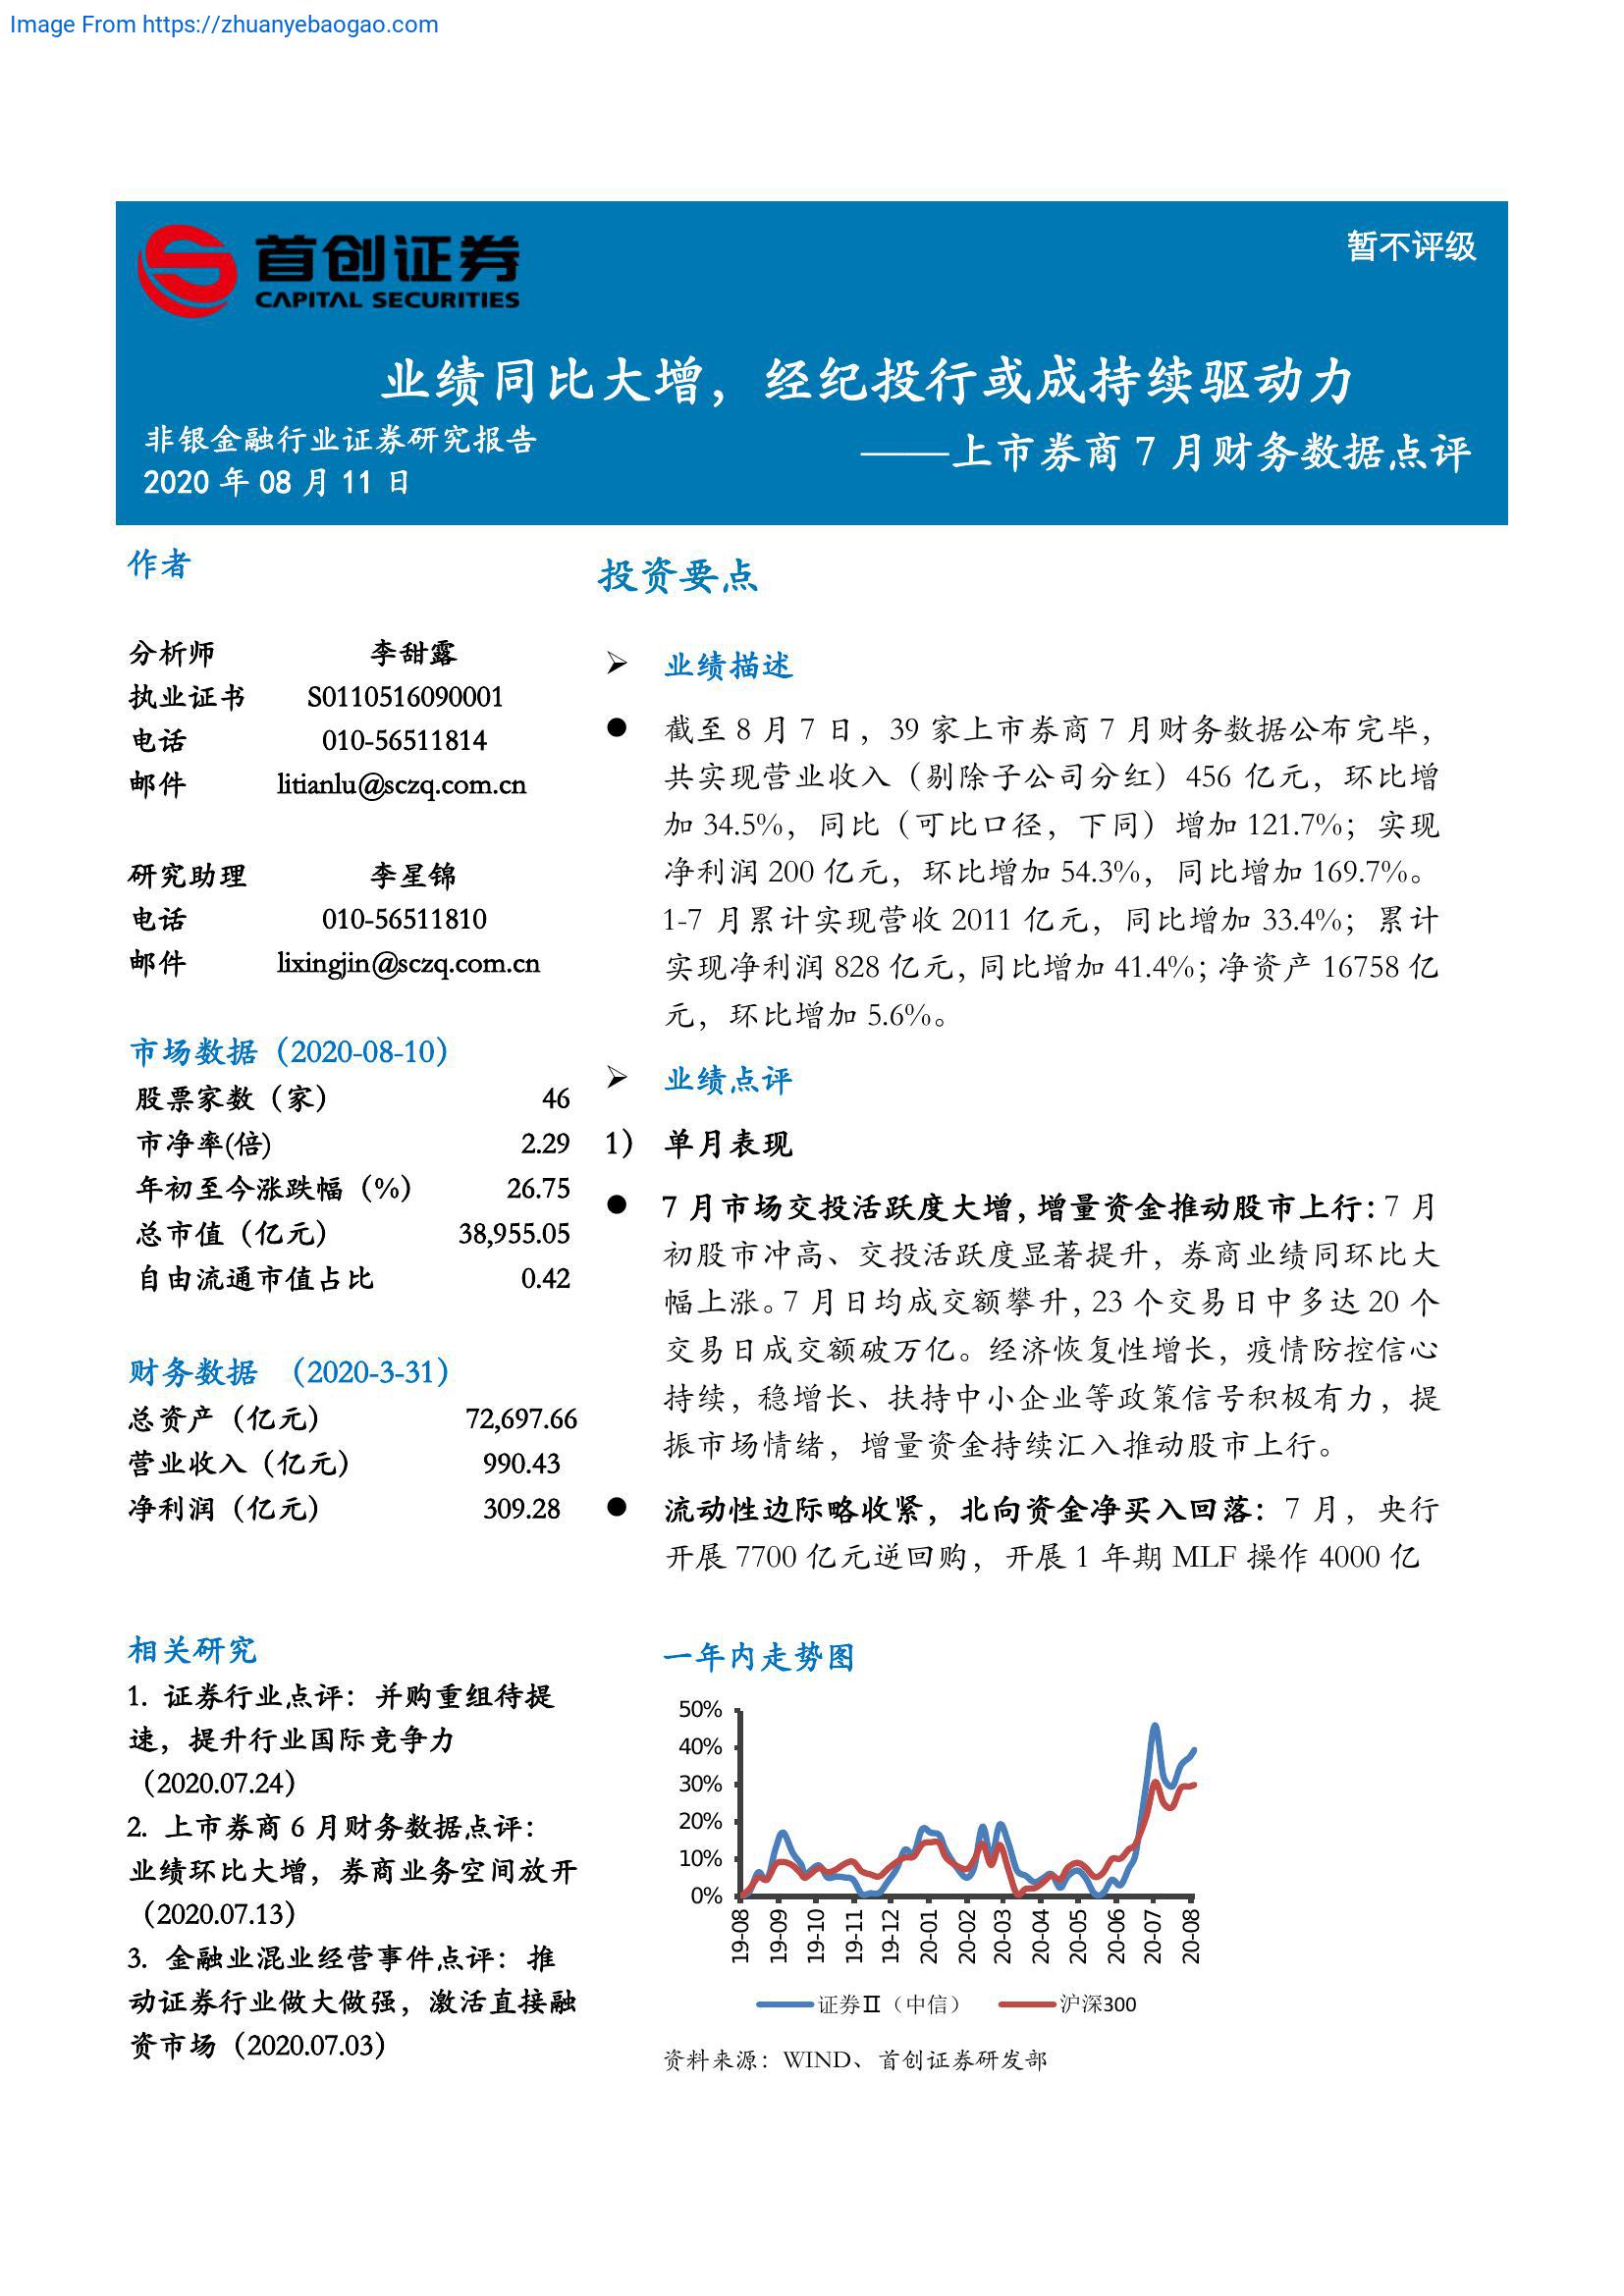 Image From https://zhuanyebaogao.com
首创证券
CAPITAL SECURITIES
暂不评级
业绩同比大增，经纪投行或成持续驱动力
非银金融行业证券研究报告
——上市券商 7 月财务数据点评
2020 年 08 月 11 日
作者
分析师 李甜露
执业证书 S0110516090001
电话 010-56511814
邮件 litianlu@sczq.com.cn
研究助理 李星锦
电话 010-56511810
邮件 lixingjin@sczq.com.cn
市场数据（2020-08-10）
股票家数（家） 46
市净率(倍) 2.29
年初至今涨跌幅（%） 26.75
总市值（亿元） 38,955.05
自由流通市值占比 0.42
财务数据 （2020-3-31）
总资产（亿元） 72,697.66
营业收入（亿元） 990.43
净利润（亿元） 309.28
相关研究
1. 证券行业点评：并购重组待提
速，提升行业国际竞争力
（2020.07.24）
2. 上市券商 6 月财务数据点评：
业绩环比大增，券商业务空间放开
（2020.07.13）
3. 金融业混业经营事件点评：推
动证券行业做大做强，激活直接融
资市场（2020.07.03）
投资要点
➢ 业绩描述
● 截至 8 月 7 日，39 家上市券商 7 月财务数据公布完毕，
共实现营业收入（剔除子公司分红）456 亿元，环比增
加 34.5%，同比（可比口径，下同）增加 121.7%；实现
净利润 200 亿元，环比增加 54.3%，同比增加 169.7%。
1-7 月累计实现营收 2011 亿元，同比增加 33.4%；累计
实现净利润 828 亿元，同比增加 41.4%；净资产 16758 亿
元，环比增加 5.6%。
➢ 业绩点评
1） 单月表现
● 7 月市场交投活跃度大增，增量资金推动股市上行：7 月
初股市冲高、交投活跃度显著提升，券商业绩同环比大
幅上涨。7 月日均成交额攀升，23 个交易日中多达 20 个
交易日成交额破万亿。经济恢复性增长，疫情防控信心
持续，稳增长、扶持中小企业等政策信号积极有力，提
振市场情绪，增量资金持续汇入推动股市上行。
● 流动性边际略收紧，北向资金净买入回落：7 月，央行
开展 7700 亿元逆回购，开展 1 年期 MLF 操作 4000 亿
一年内走势图
50%
40%
30%
20%
10%
0%
19-08 19-09 19-10 19-11 19-12 20-01 20-02 20-03 20-04 20-05 20-06 20-07 20-08
证券Ⅱ（中信） 沪深300
资料来源：WIND、首创证券研发部